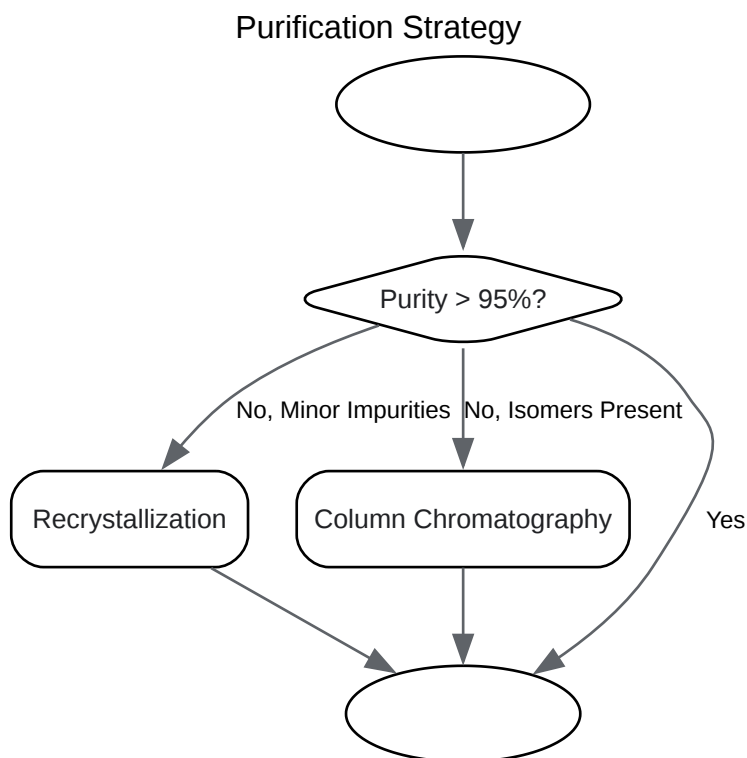 Purification Strategy
Purity > 95%?
No, Minor Impurities
No, Isomers Present
Recrystallization
Column Chromatography
Yes